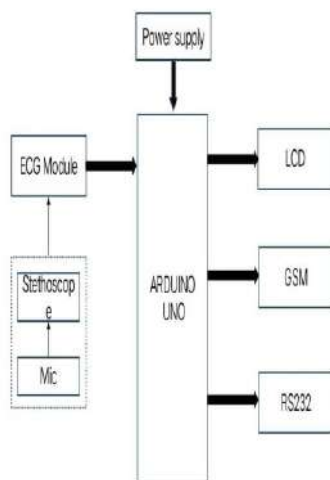 Power supply
ECG Module
LCD
Stethoscop
e
ARDUINO
UNO
GSM
Mic
RS232